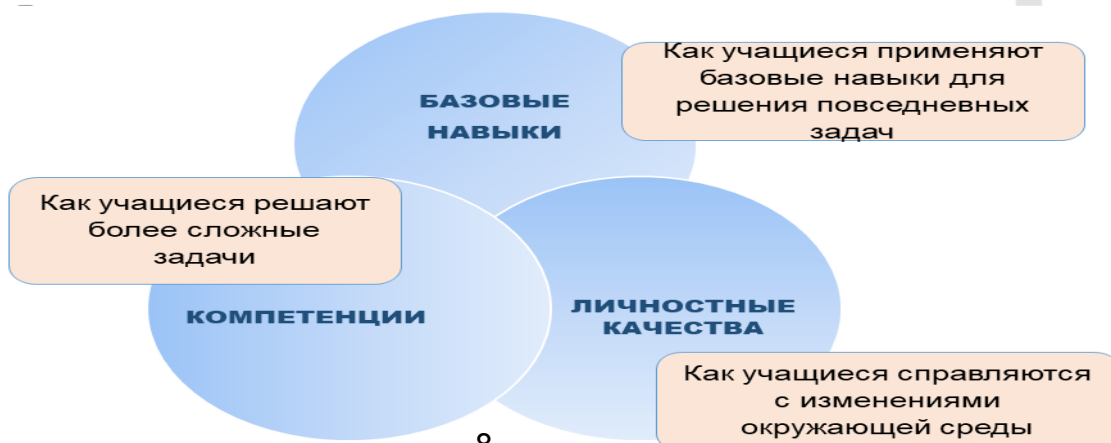 БАЗОВЫЕ
НАВЫКИ
Как учащиеся применяют
базовые навыки для
решения повседневных
задач
Как учащиеся решают
более сложные
задачи
КОМПЕТЕНЦИИ
ЛИЧНОСТНЫЕ
КАЧЕСТВА
Как учащиеся справляются
с изменениями
окружающей среды